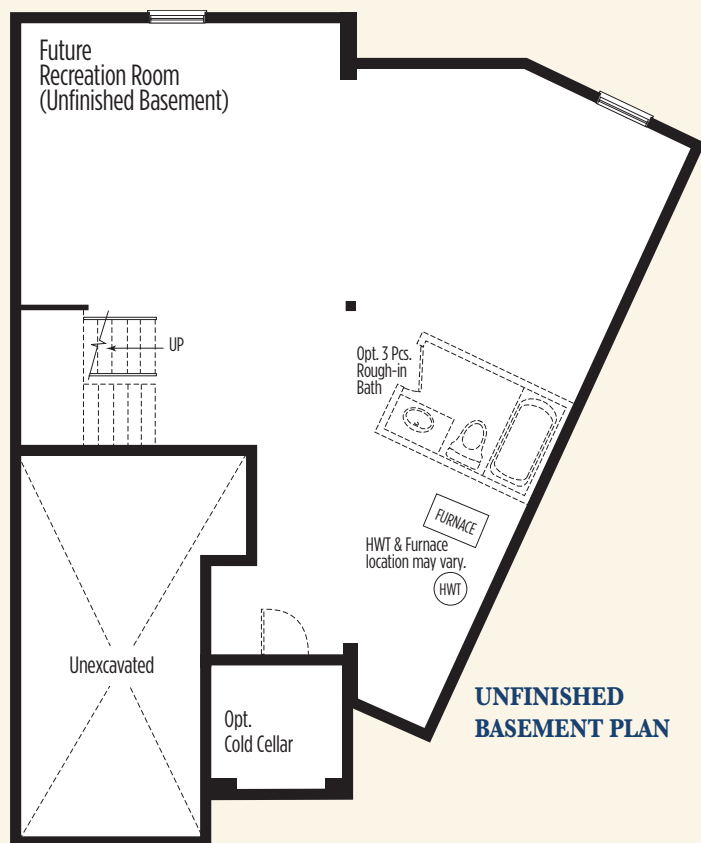 Future
Recreation Room
(Unfinished Basement)
UP
Opt. 3 Pcs.
Rough-in
Bath
FURNACE
HWT & Furnace
location may vary.
HWT
Unexcavated
Opt.
Cold Cellar
UNFINISHED
BASEMENT PLAN